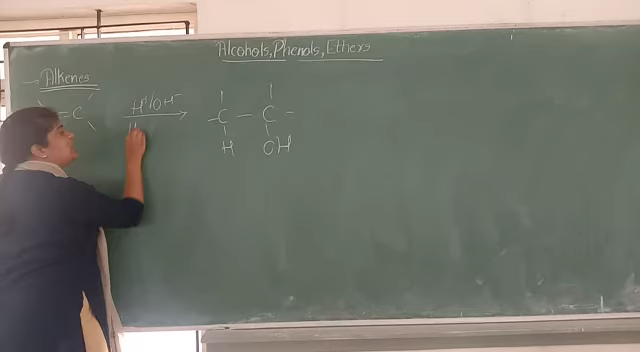 Alcohols, Phenols, Ethers
→ Alkenes
=C
H⁺/OH⁻
→
H
– C – C –
H OH